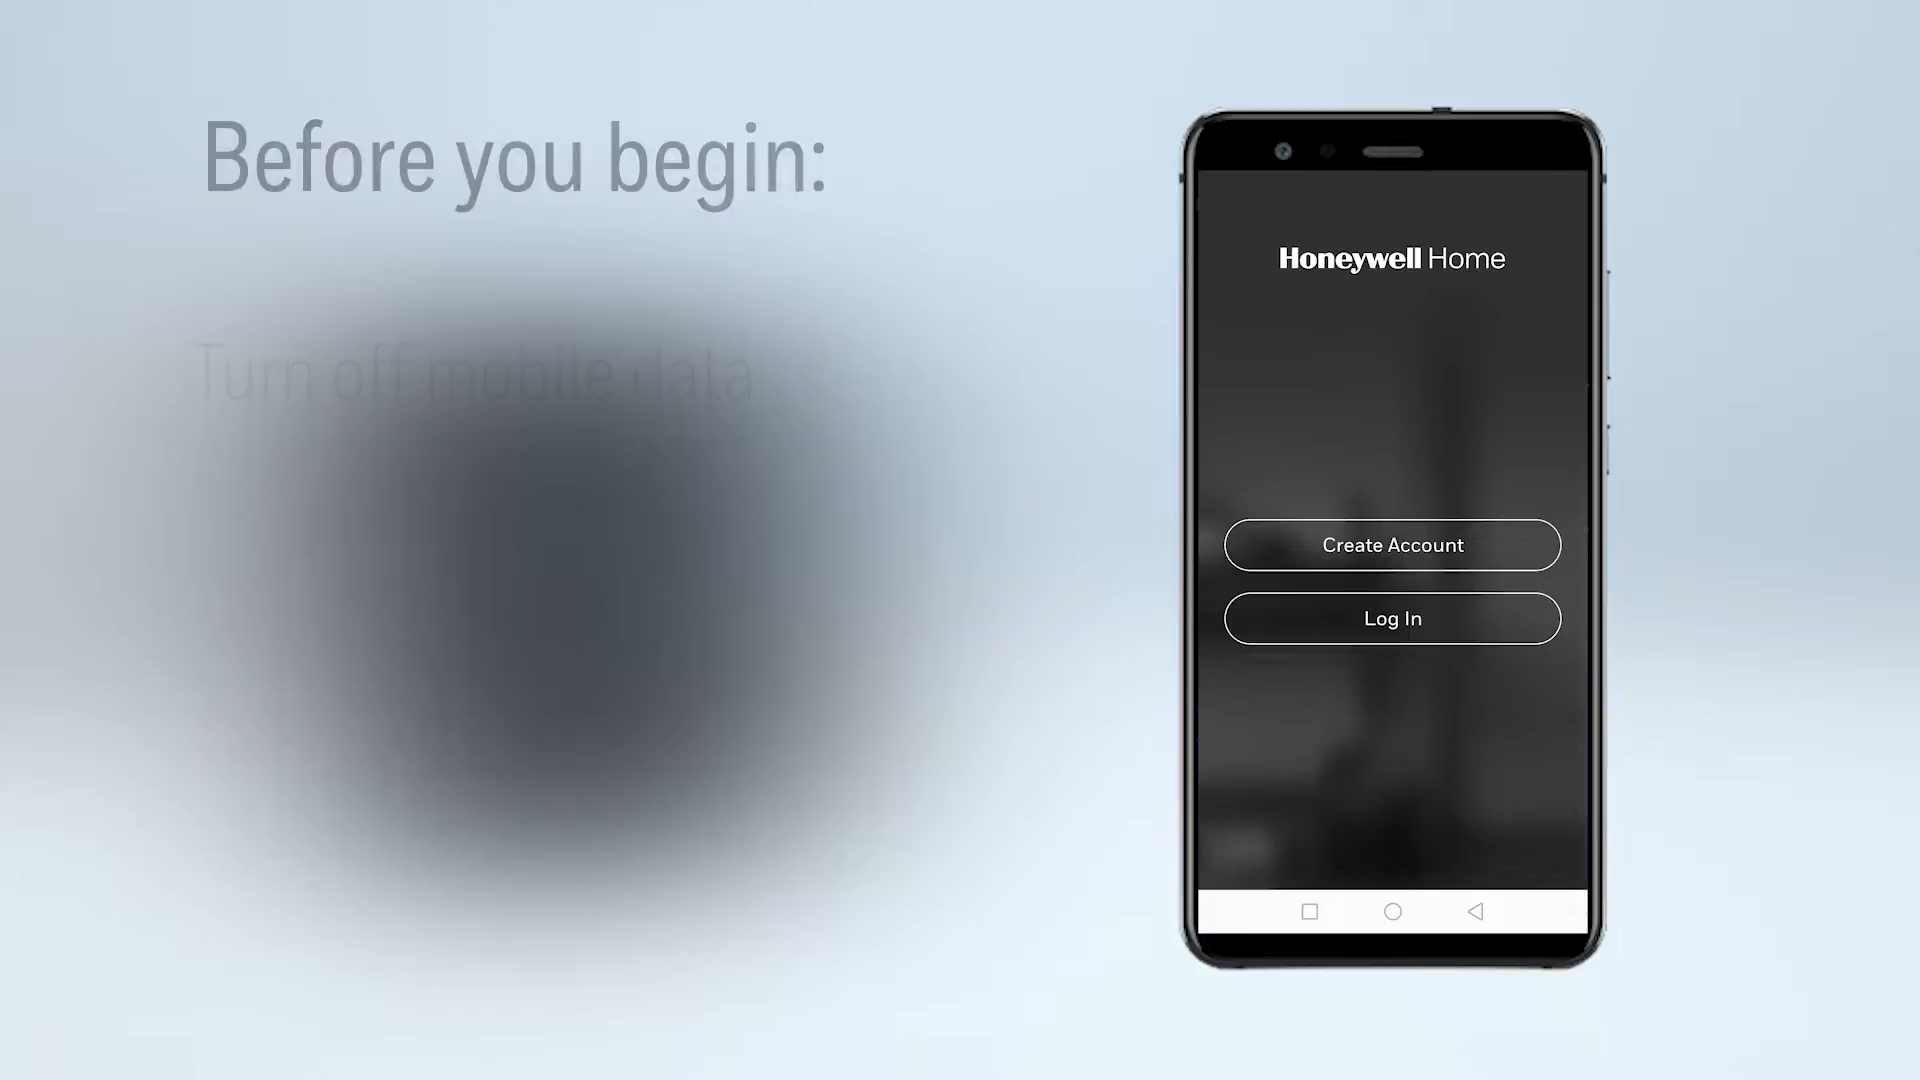 Before you begin:
Turn off mobile data
Honeywell Home
Create Account
Log In